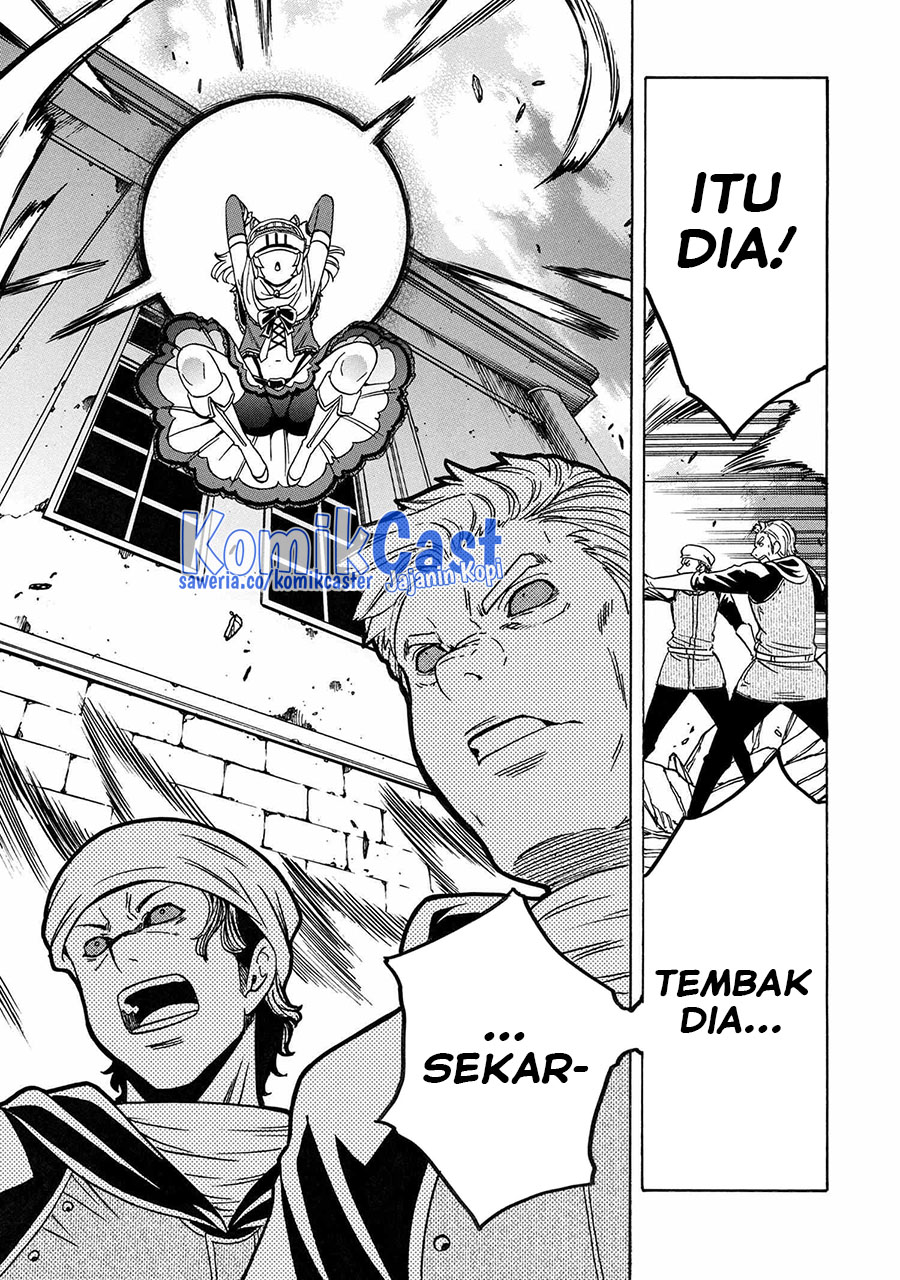 ITU
DIA!
TEMBAK
DIA...
...
SEKAR-
KomikCast
saweria.co/komikcaster Jajanin Kopi